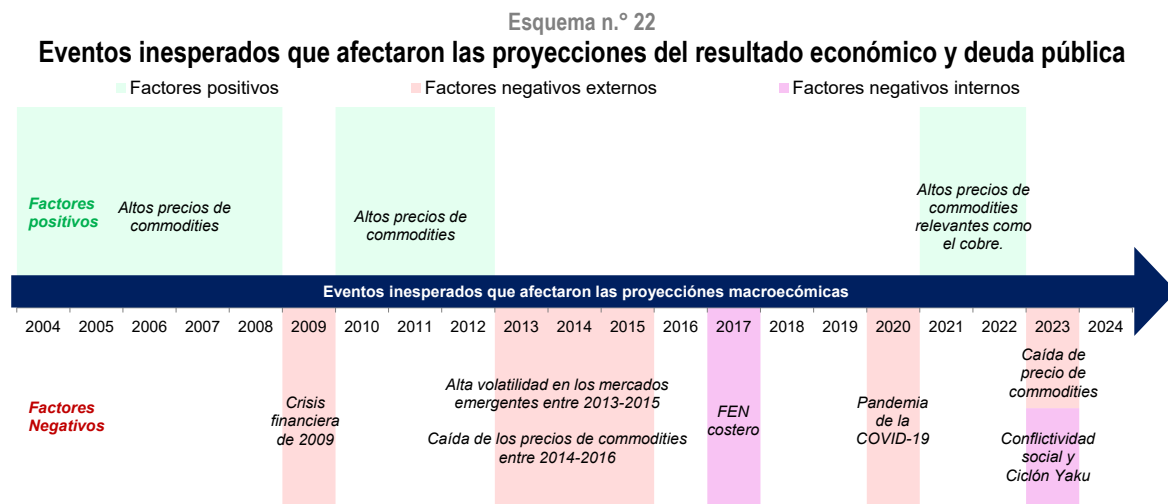 Esquema n.° 22
Eventos inesperados que afectaron las proyecciones del resultado económico y deuda pública
Factores positivos
Factores negativos externos
Factores negativos internos
Factores
positivos
Altos precios de
commodities
Altos precios de
commodities
Altos precios de
commodities
relevantes como
el cobre.
Eventos inesperados que afectaron las proyecciónes macroecómicas
2004 2005 2006 2007 2008 2009 2010 2011 2012 2013 2014 2015 2016 2017 2018 2019 2020 2021 2022 2023 2024
Factores
Negativos
Crisis
financiera
de 2009
Alta volatilidad en los mercados
emergentes entre 2013-2015
Caída de los precios de commodities
entre 2014-2016
FEN
costero
Pandemia
de la
COVID-19
Caída de
precio de
commodities
Conflictividad
social y
Ciclón Yaku